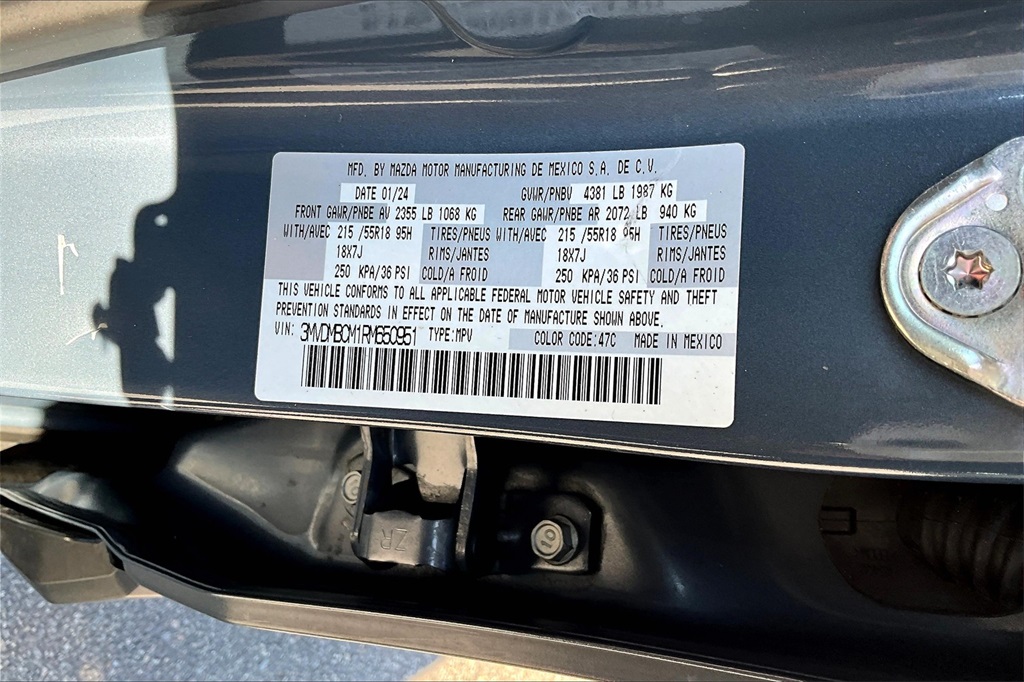 MFD. BY MAZDA MOTOR MANUFACTURING DE MEXICO S.A. DE C.V.
DATE 01/24 GVWR/PNBV 4381 LB 1987 KG
FRONT GAWR/PNBE AV 2355 LB 1068 KG REAR GAWR/PNBE AR 2072 LB 940 KG
WITH/AVEC 215 /55R18 95H TIRES/PNEUS WITH/AVEC 215 /55R18 95H TIRES/PNEUS
18X7J RIMS/JANTES 18X7J RIMS/JANTES
250 KPA/36 PSI COLD/A FROID 250 KPA/36 PSI COLD/A FROID
THIS VEHICLE CONFORMS TO ALL APPLICABLE FEDERAL MOTOR VEHICLE SAFETY AND THEFT
PREVENTION STANDARDS IN EFFECT ON THE DATE OF MANUFACTURE SHOWN ABOVE.
VIN: 3MVDMBCM1RM650951 TYPE:MPV COLOR CODE:47C MADE IN MEXICO
ZR
10